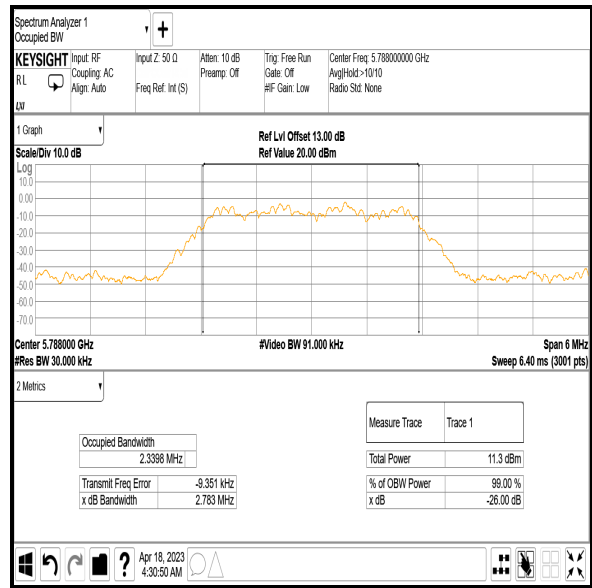 Spectrum Analyzer 1
Occupied BW
KEYSIGHT Input: RF Input Z: 50 Ω Atten: 10 dB Trig: Free Run Center Freq: 5.788000000 GHz
RL Coupling: AC Preamp: Off Gate: Off Avg|Hold:>10/10
Align: Auto Freq Ref: Int (S) #IF Gain: Low Radio Std: None
LXI
1 Graph
Ref Lvl Offset 13.00 dB
Scale/Div 10.0 dB Ref Value 20.00 dBm
Log
10.0
0.00
-10.0
-20.0
-30.0
-40.0
-50.0
-60.0
-70.0
Center 5.788000 GHz #Video BW 91.000 kHz Span 6 MHz
#Res BW 30.000 kHz Sweep 6.40 ms (3001 pts)
2 Metrics
Measure Trace Trace 1
Occupied Bandwidth
2.3398 MHz Total Power 11.3 dBm
Transmit Freq Error -9.351 kHz % of OBW Power 99.00 %
x dB Bandwidth 2.783 MHz x dB -26.00 dB
? Apr 18, 2023
4:30:50 AM